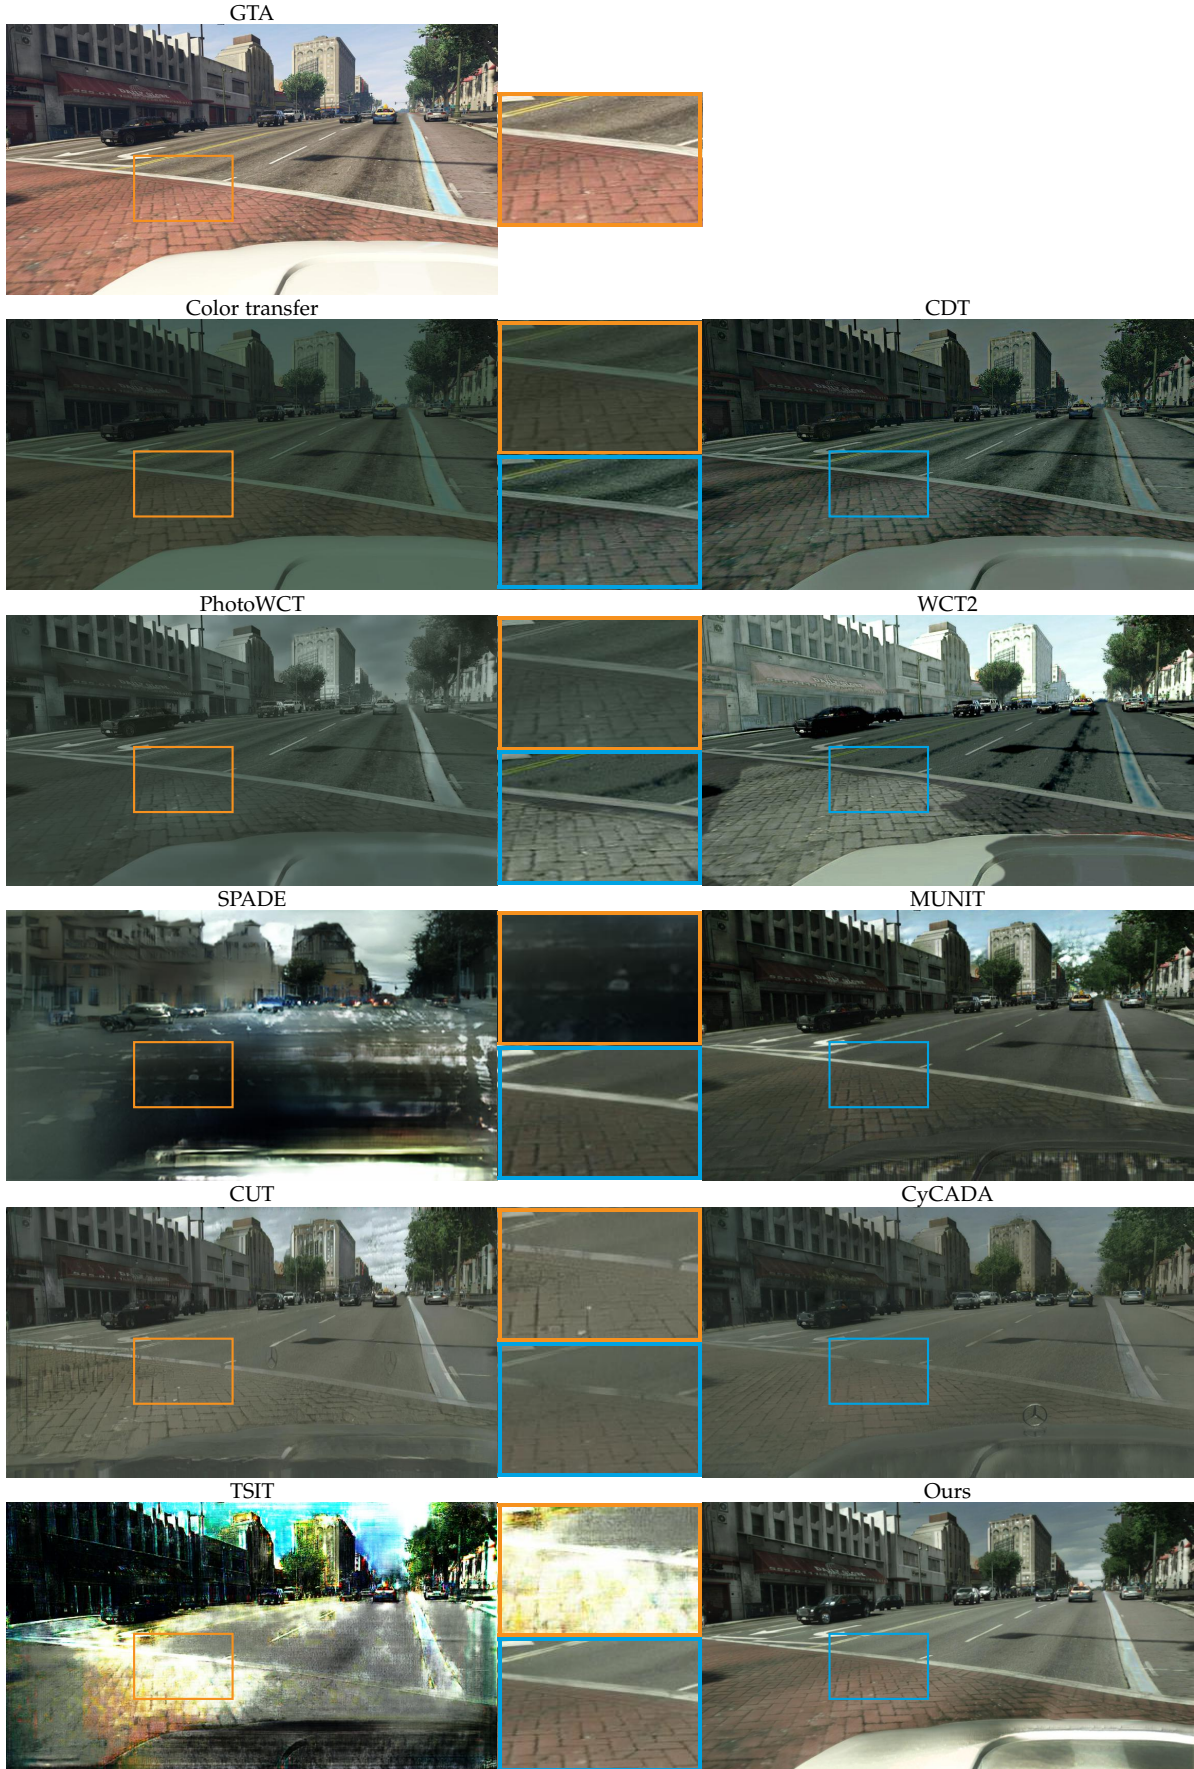 GTA
Color transfer
CDT
PhotoWCT
WCT2
SPADE
MUNIT
CUT
CyCADA
TSIT
Ours